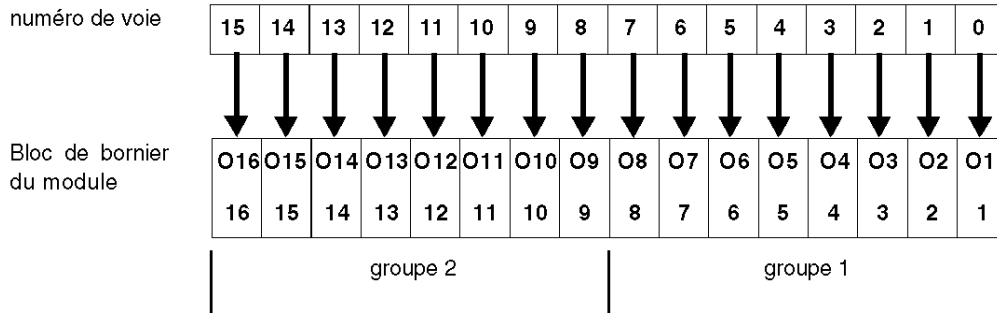 numéro de voie 15 14 13 12 11 10 9 8 7 6 5 4 3 2 1 0
Bloc de bornier O16 O15 O14 O13 O12 O11 O10 O9 O8 O7 O6 O5 O4 O3 O2 O1
du module
16 15 14 13 12 11 10 9 8 7 6 5 4 3 2 1
groupe 2 groupe 1